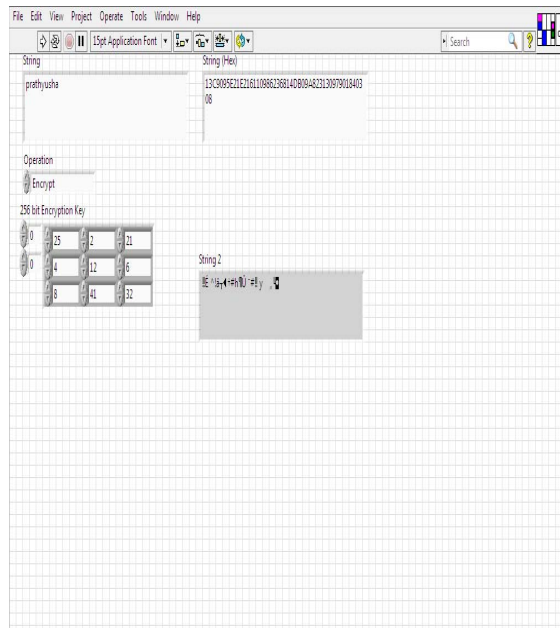 File Edit View Project Operate Tools Window Help
15pt Application Font
Search
String
String (Hex)
prathyusha
13C9095E21E216110986236814DB09A823130979018403
0B
Operation
Encrypt
256 bit Encryption Key
0 25 2 21
0 4 12 6
8 41 32
String 2